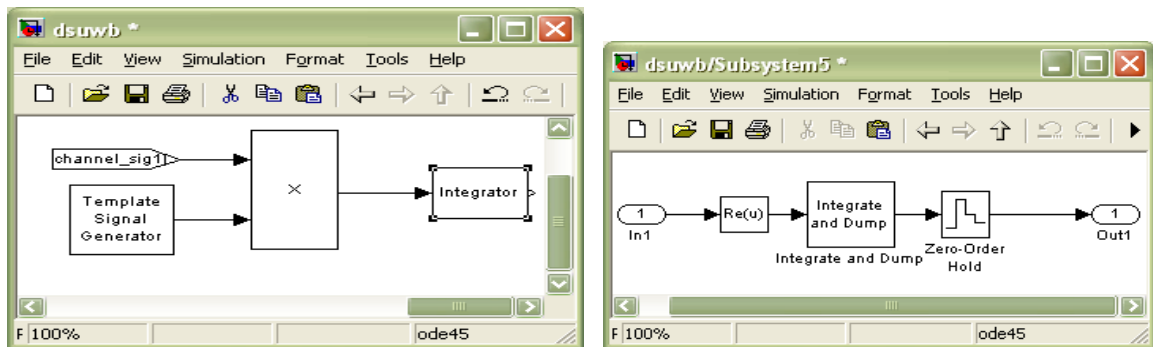 dsuwb *
File Edit View Simulation Format Tools Help
channel_sig1
Template
Signal
Generator
×
Integrator
F 100%
ode45
dsuwb/Subsystem5 *
File Edit View Simulation Format Tools Help
1
In1
Re(u)
Integrate
and Dump
Integrate and Dump
Zero-Order
Hold
1
Out1
F 100%
ode45